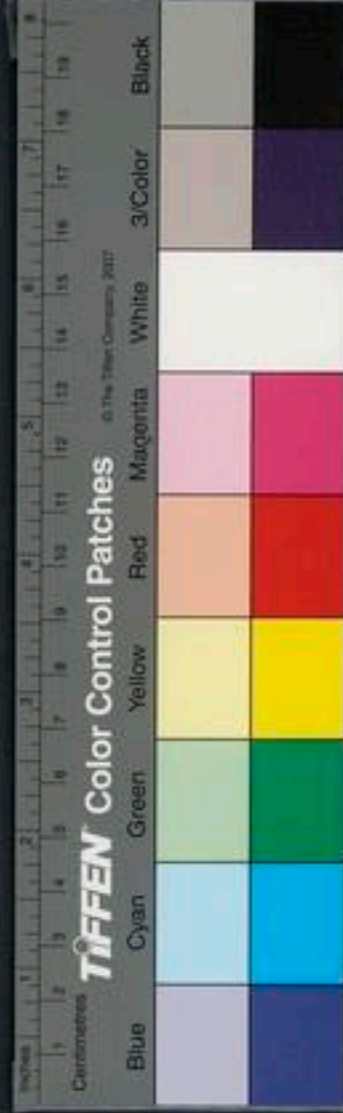 Inches 1 2 3 4 5 6 7 8
Centimetres 1 2 3 4 5 6 7 8 9 10 11 12 13 14 15 16 17 18 19
TIFFEN Color Control Patches © The Tiffen Company, 2007
Blue Cyan Green Yellow Red Magenta White 3/Color Black